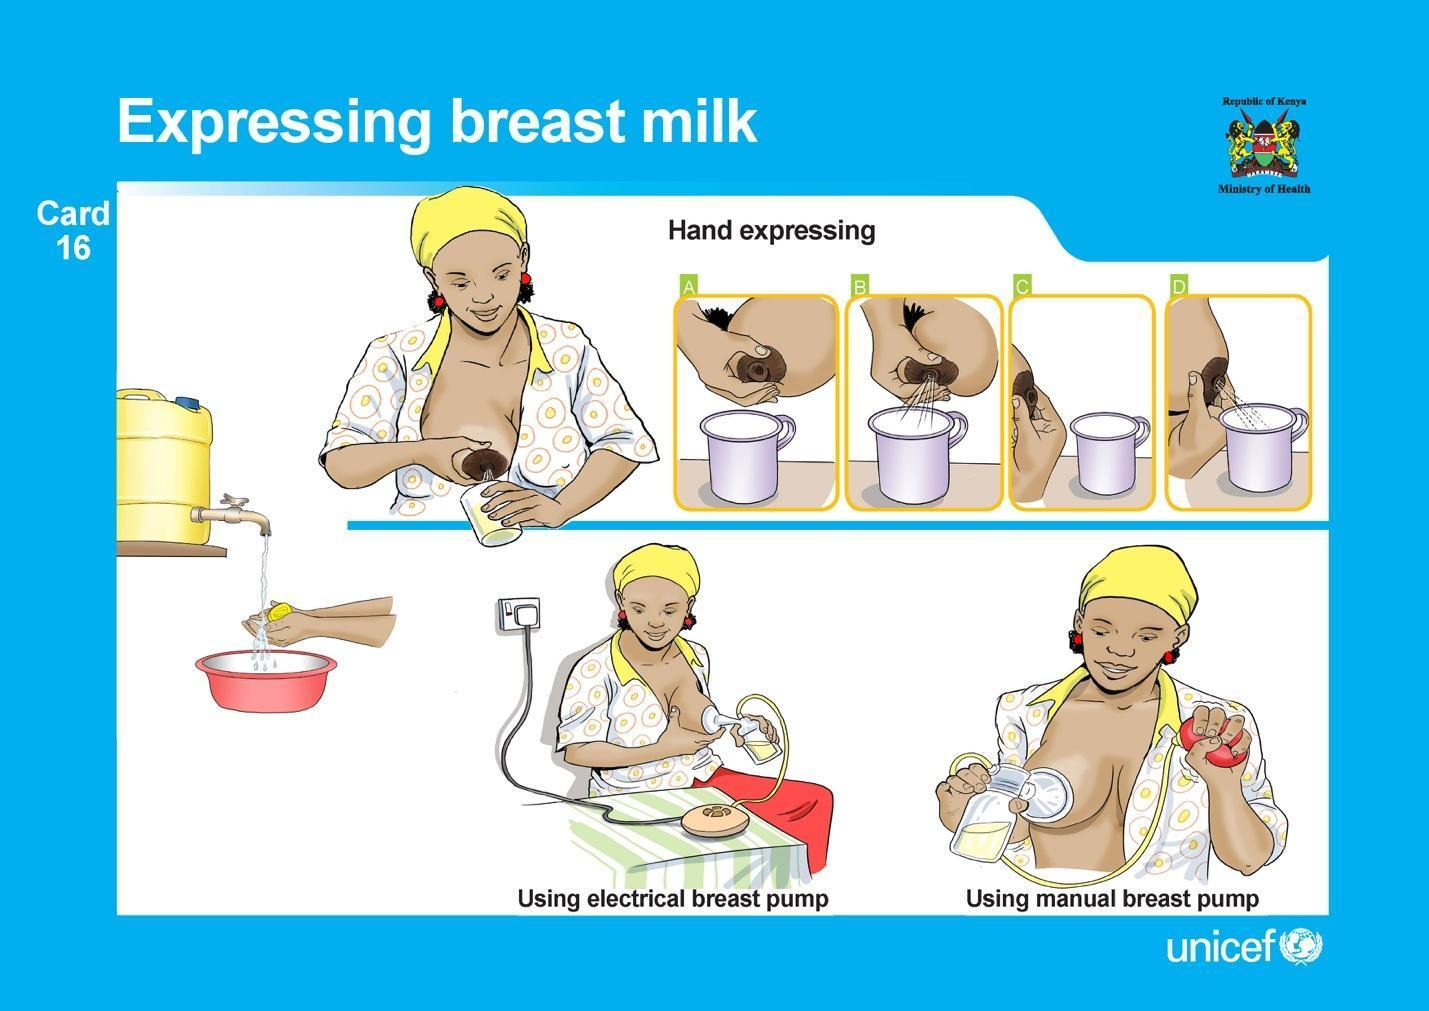 Expressing breast milk
Republic of Kenya
HARAMBEE
Ministry of Health
Card
16
Hand expressing
A
B
C
D
Using electrical breast pump
Using manual breast pump
unicef